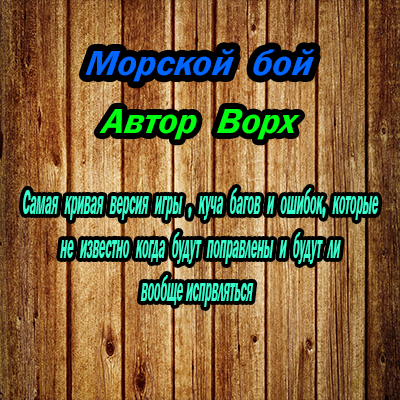 Морской бой
Автор Ворх
Самая кривая версия игры , куча багов и ошибок, которые
не известно когда будут поправлены и будут ли
вообще испрвляться